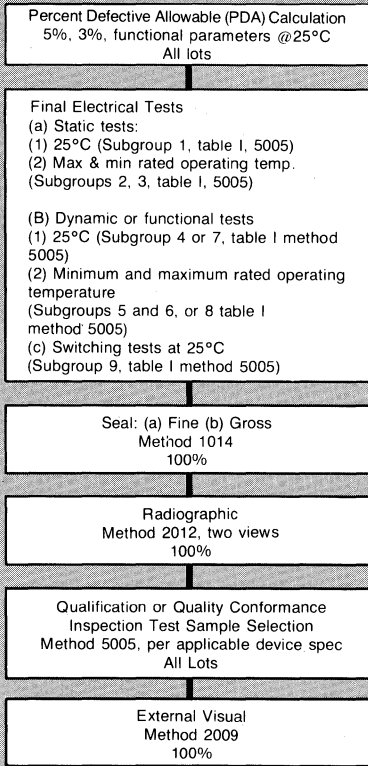 Percent Defective Allowable (PDA) Calculation
5%, 3%, functional parameters @25°C
All lots
Final Electrical Tests
(a) Static tests:
(1) 25°C (Subgroup 1, table I, 5005)
(2) Max & min rated operating temp.
(Subgroups 2, 3, table I, 5005)
(B) Dynamic or functional tests
(1) 25°C (Subgroup 4 or 7, table I method
5005)
(2) Minimum and maximum rated operating
temperature
(Subgroups 5 and 6, or 8 table I
method 5005)
(c) Switching tests at 25°C
(Subgroup 9, table I method 5005)
Seal: (a) Fine (b) Gross
Method 1014
100%
Radiographic
Method 2012, two views
100%
Qualification or Quality Conformance
Inspection Test Sample Selection
Method 5005, per applicable device spec
All Lots
External Visual
Method 2009
100%